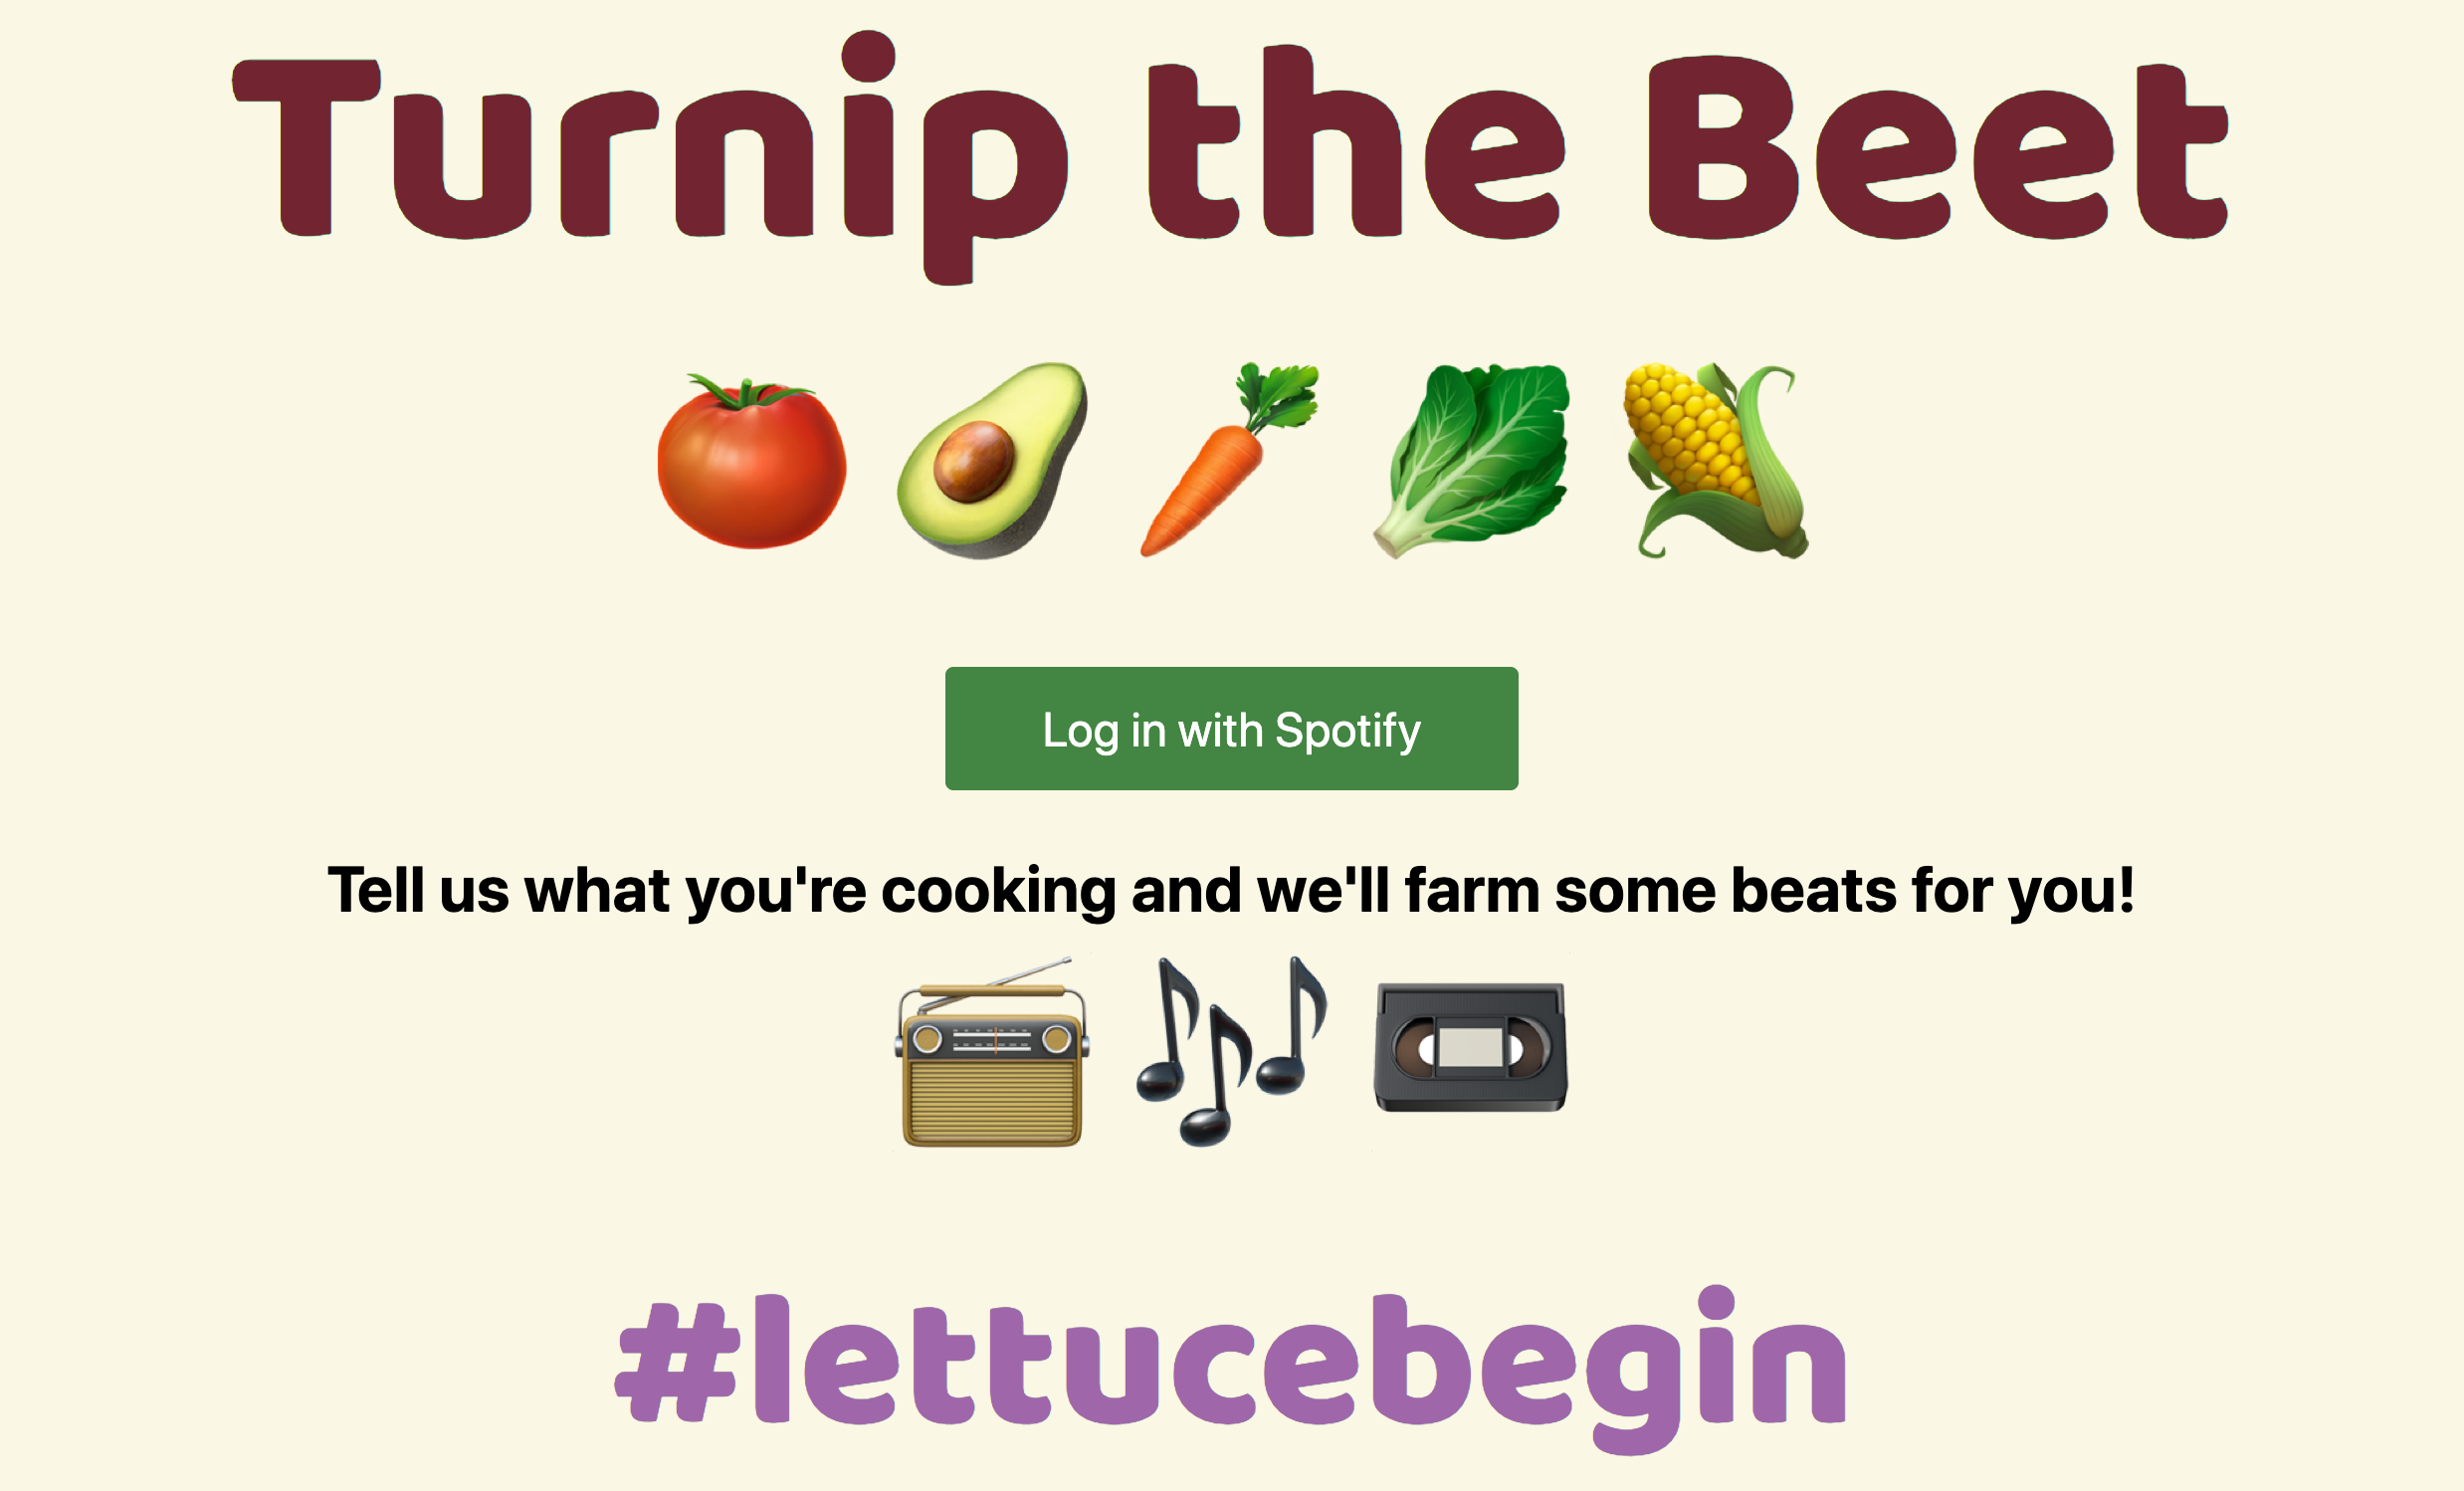 Turnip the Beet
Log in with Spotify
Tell us what you're cooking and we'll farm some beats for you!
#lettucebegin